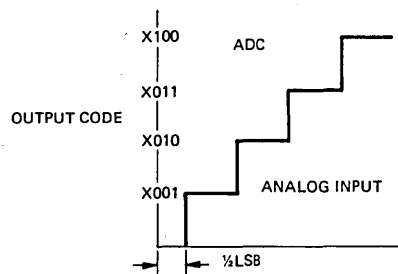 X100
ADC
X011
OUTPUT CODE
X010
X001
ANALOG INPUT
½LSB